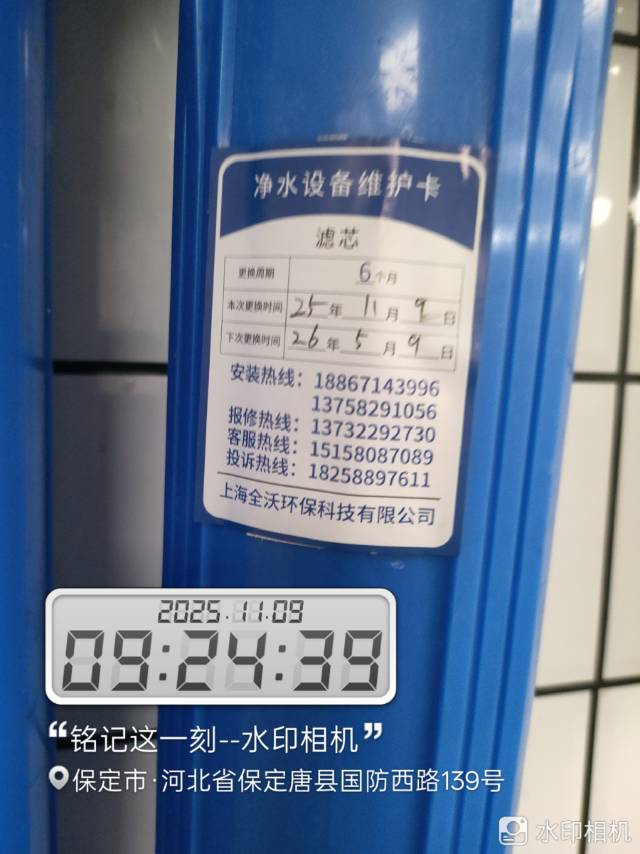 净水设备维护卡
滤芯
更换周期 6个月
本次更换时间 25年 11月 9日
下次更换时间 26年 5月 9日
安装热线：18867143996
13758291056
报修热线：13732292730
客服热线：15158087089
投诉热线：18258897611
上海全沃环保科技有限公司
2025.11.09
09:24:39
“铭记这一刻--水印相机”
保定市·河北省保定唐县国防西路139号
水印相机